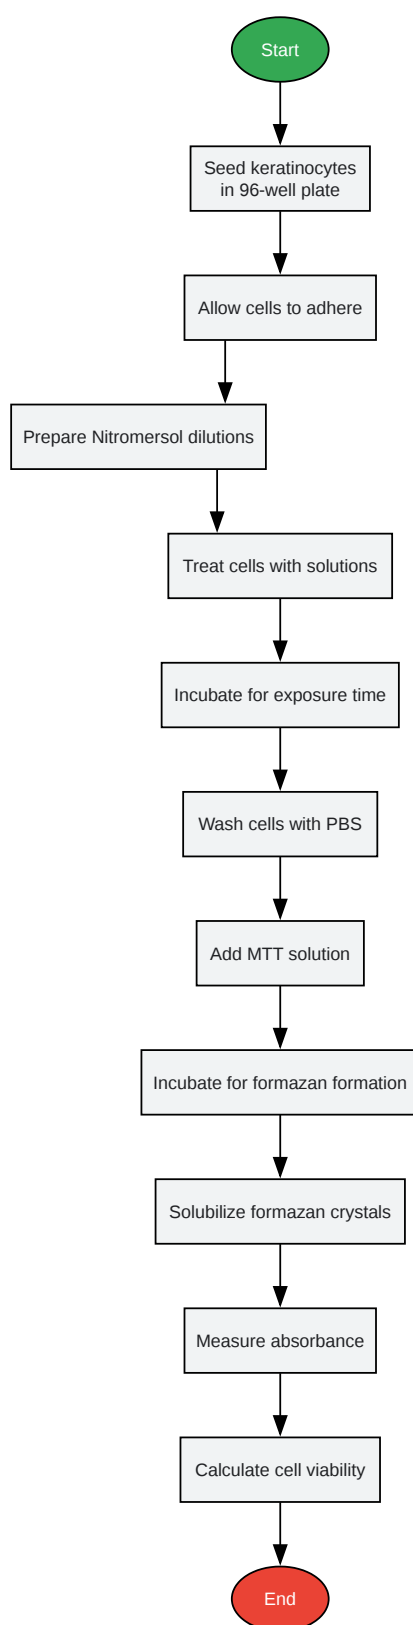 Start
Seed keratinocytes
in 96-well plate
Allow cells to adhere
Prepare Nitromersol dilutions
Treat cells with solutions
Incubate for exposure time
Wash cells with PBS
Add MTT solution
Incubate for formazan formation
Solubilize formazan crystals
Measure absorbance
Calculate cell viability
End